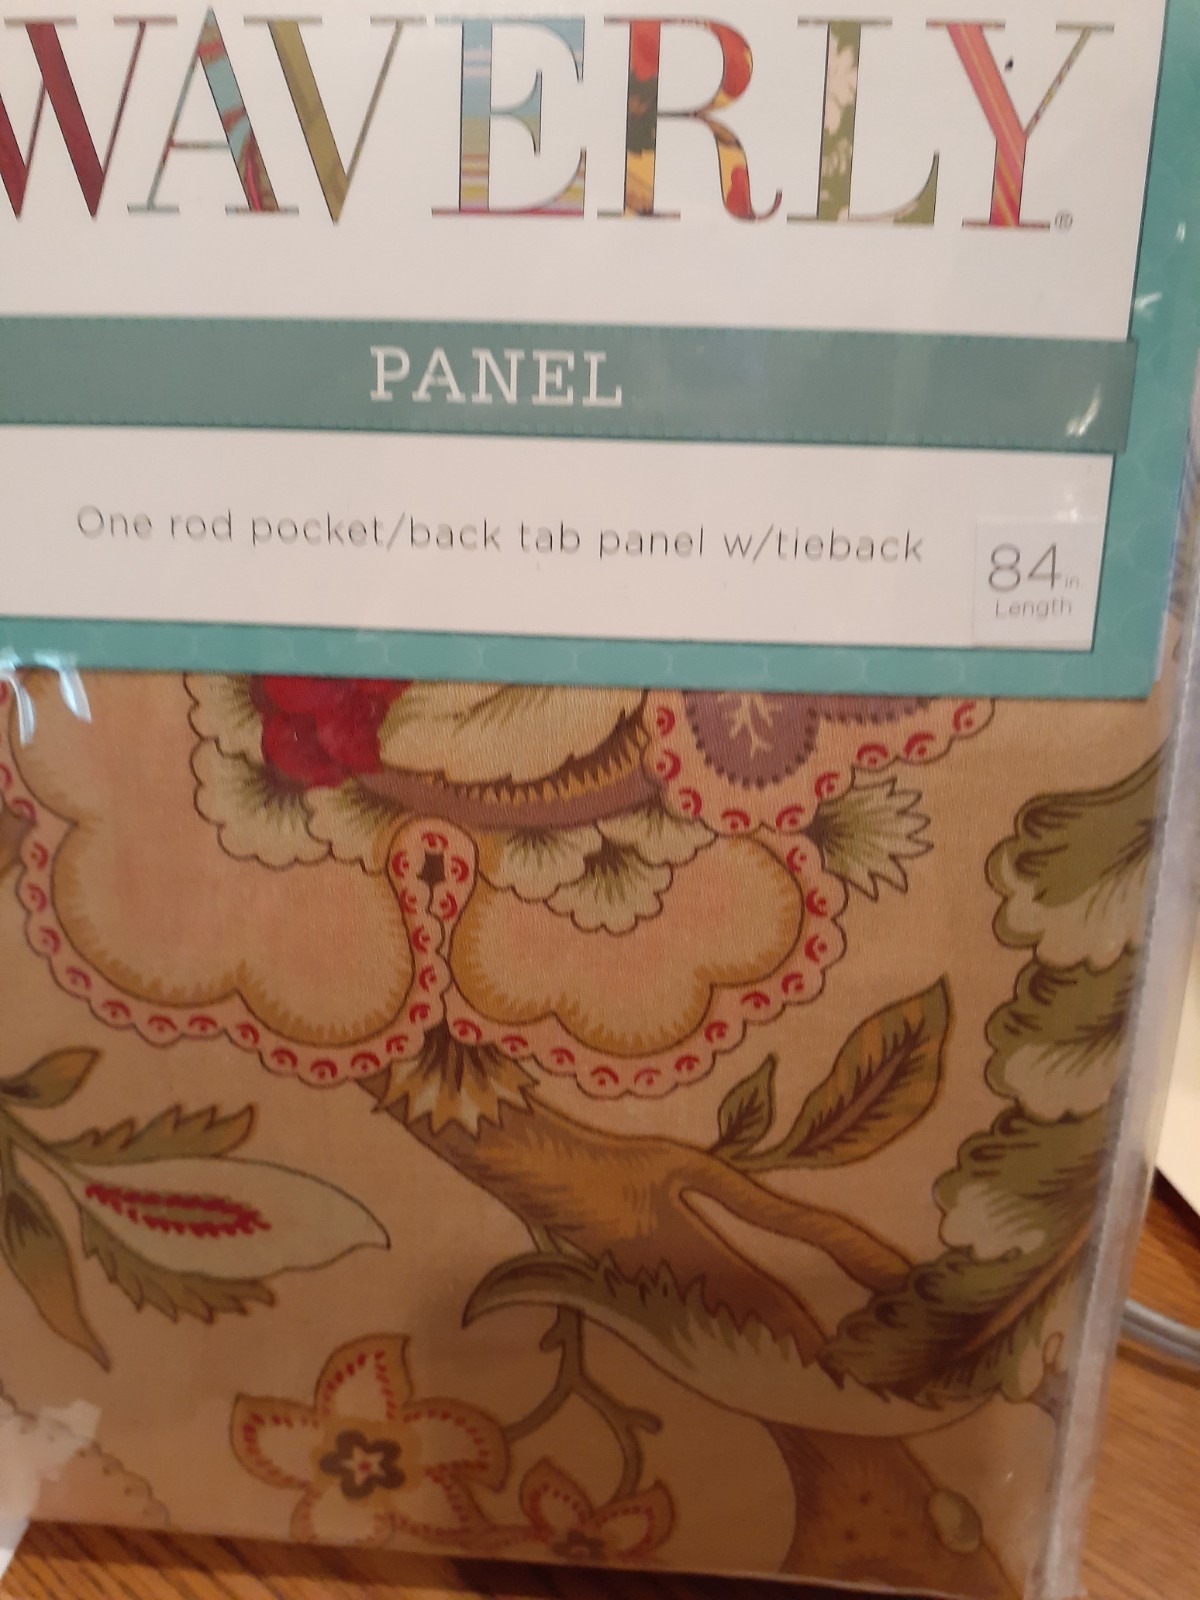 WAVERLY®
PANEL
One rod pocket/back tab panel w/tieback
84in
Length